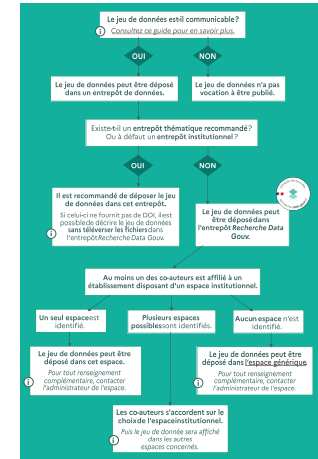 Le jeu de données est-il communicable ?
Consultez ce guide pour en savoir plus.
OUI
NON
Le jeu de données peut être déposé
dans un entrepôt de données.
Le jeu de données n'a pas
vocation à être publié.
Existe-t-il un entrepôt thématique recommandé ?
Ou à défaut un entrepôt institutionnel ?
OUI
NON
Il est recommandé de déposer le jeu
de données dans cet entrepôt.
Si celui-ci ne fournit pas de DOI, il est
possible de décrire le jeu de données
sans téléverser les fichiers dans
l'entrepôt Recherche Data Gouv.
Le jeu de données peut
être déposé dans
l'entrepôt Recherche Data
Gouv.
Au moins un des co-auteurs est affilié à un
établissement disposant d'un espace institutionnel.
Un seul espace est
identifié.
Plusieurs espaces
possibles sont identifiés.
Aucun espace n'est
identifié.
Le jeu de données peut être
déposé dans cet espace.
Pour tout renseignement
complémentaire, contacter
l'administrateur de l'espace.
Le jeu de données peut être
déposé dans l'espace générique.
Pour tout renseignement
complémentaire, contacter
l'administrateur de l'espace.
Les co-auteurs s'accordent sur le
choix de l'espace institutionnel.
Puis le jeu de donnée sera affiché
dans les autres
espaces concernés.